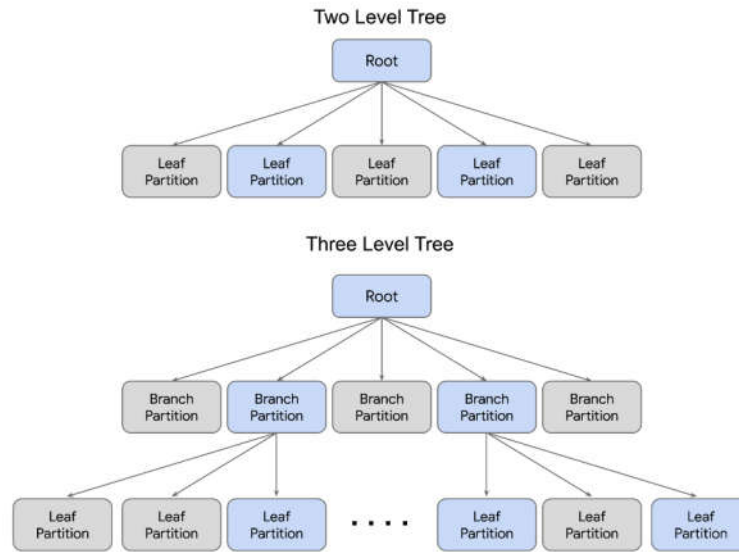 Two Level Tree
Root
Leaf
Partition
Leaf
Partition
Leaf
Partition
Leaf
Partition
Leaf
Partition
Three Level Tree
Root
Branch
Partition
Branch
Partition
Branch
Partition
Branch
Partition
Branch
Partition
Leaf
Partition
Leaf
Partition
Leaf
Partition
. . . .
Leaf
Partition
Leaf
Partition
Leaf
Partition